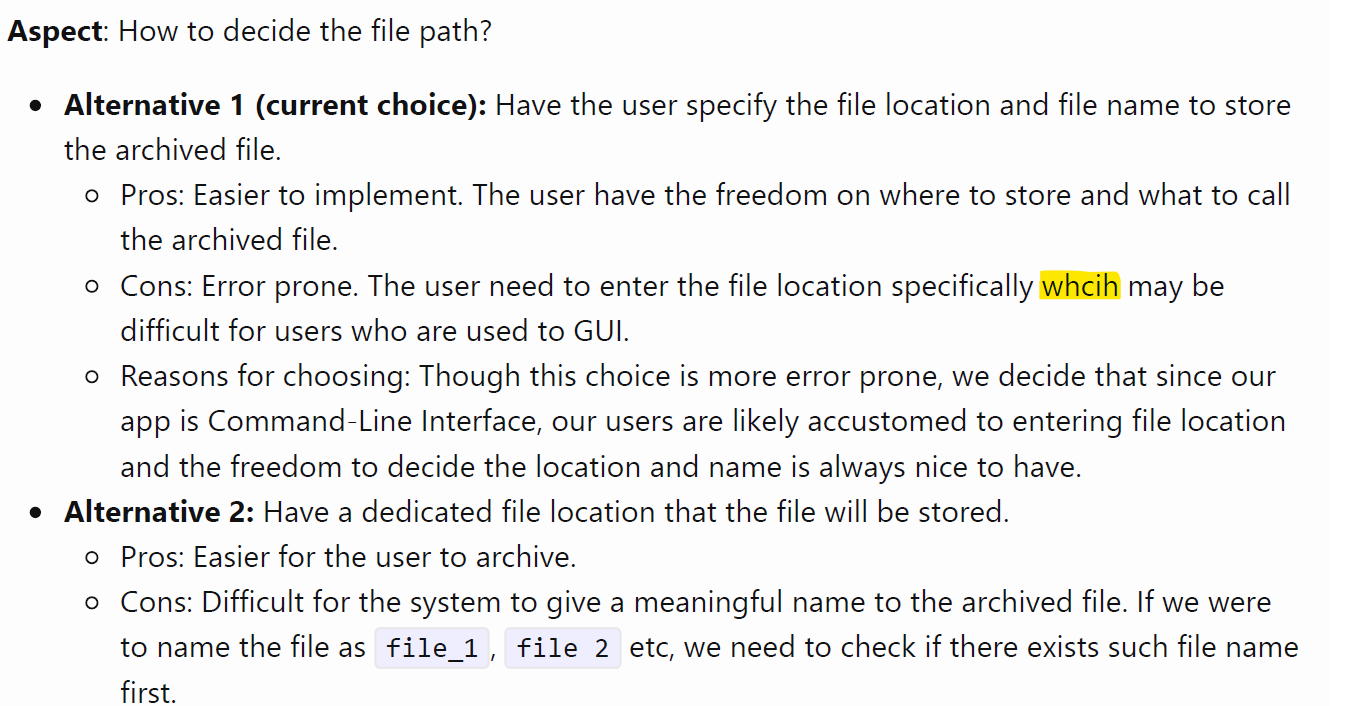 Aspect: How to decide the file path?
Alternative 1 (current choice): Have the user specify the file location and file name to store
the archived file.
Pros: Easier to implement. The user have the freedom on where to store and what to call
the archived file.
Cons: Error prone. The user need to enter the file location specifically whcih may be
difficult for users who are used to GUI.
Reasons for choosing: Though this choice is more error prone, we decide that since our
app is Command-Line Interface, our users are likely accustomed to entering file location
and the freedom to decide the location and name is always nice to have.
Alternative 2: Have a dedicated file location that the file will be stored.
Pros: Easier for the user to archive.
Cons: Difficult for the system to give a meaningful name to the archived file. If we were
to name the file as file_1, file 2 etc, we need to check if there exists such file name
first.